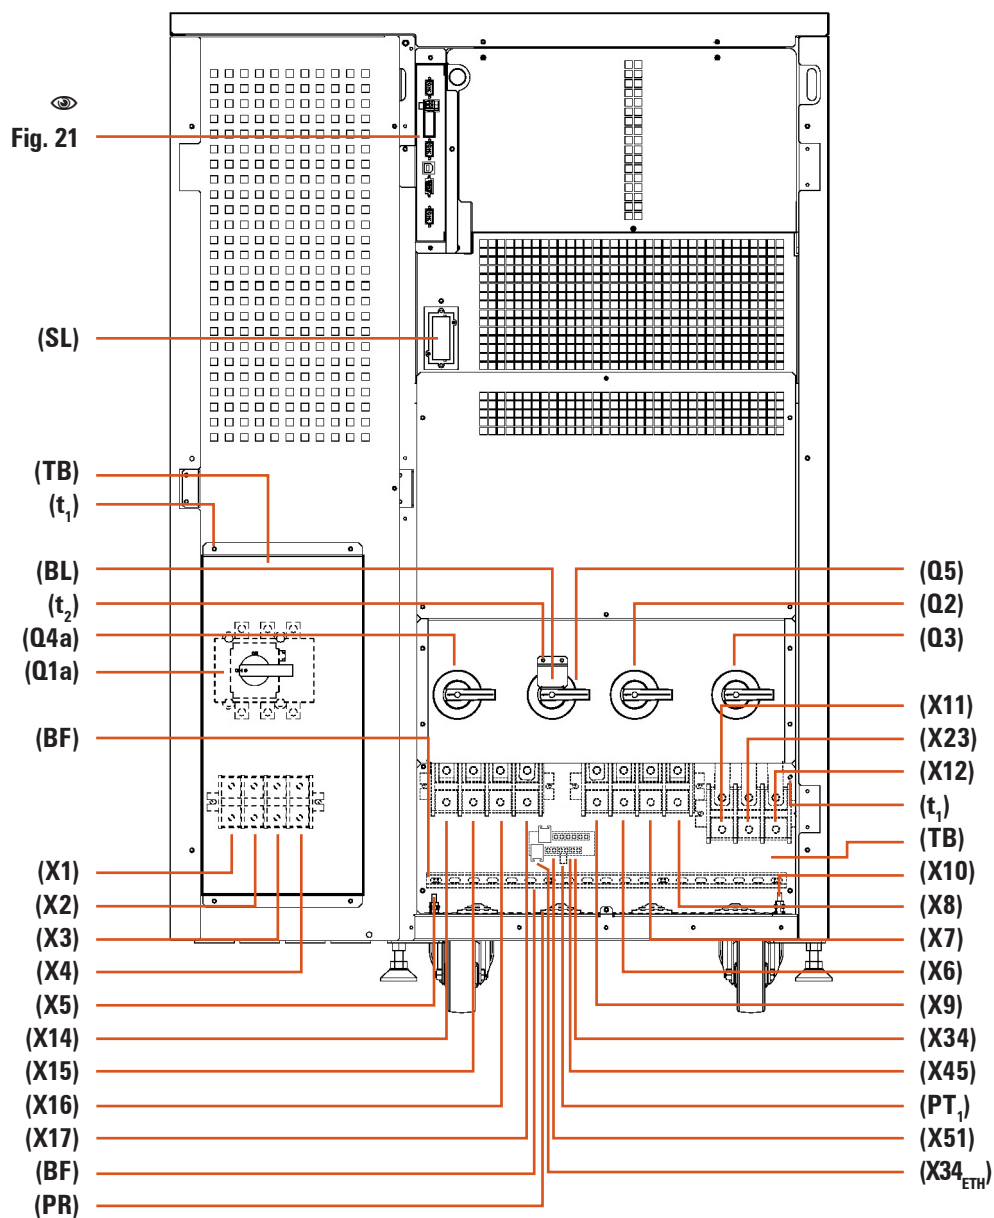 Fig. 21
(SL)
(TB)
(t₁)
(BL)
(t₂)
(Q4a)
(Q1a)
(BF)
(X1)
(X2)
(X3)
(X4)
(X5)
(X14)
(X15)
(X16)
(X17)
(BF)
(PR)
(Q5)
(Q2)
(Q3)
(X11)
(X23)
(X12)
(t₁)
(TB)
(X10)
(X8)
(X7)
(X6)
(X9)
(X34)
(X45)
(PT₁)
(X51)
(X34ETH)